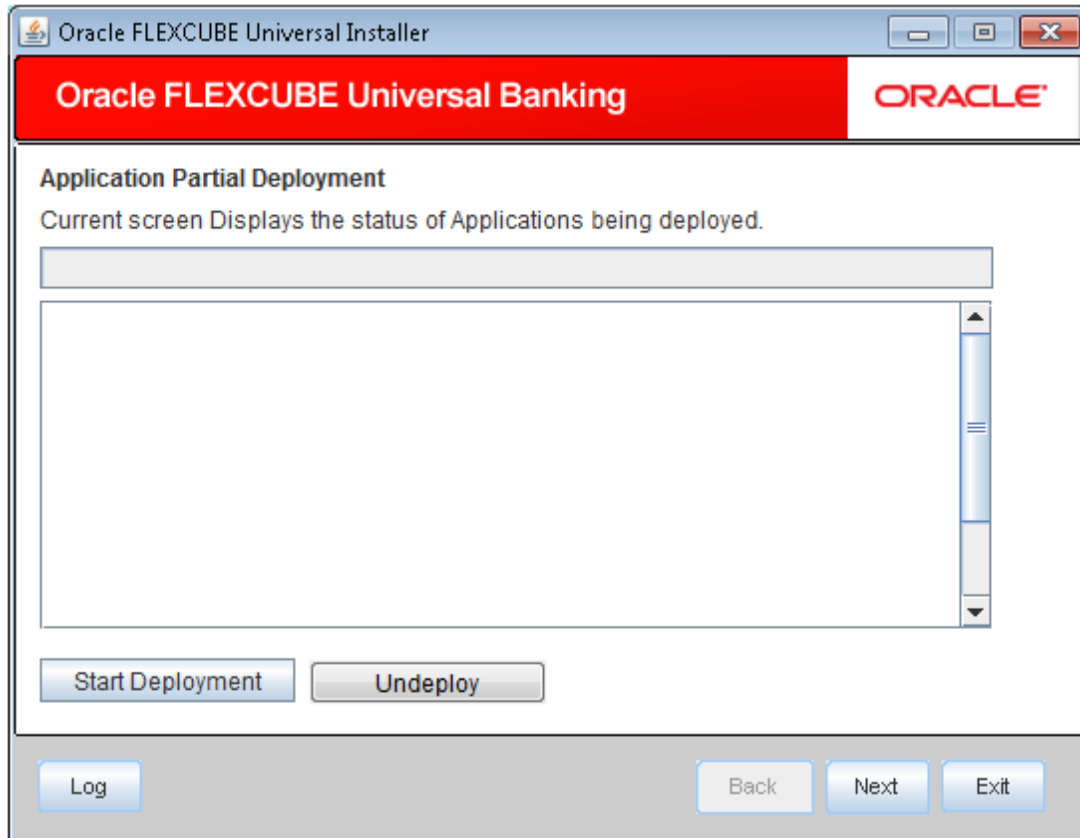 Oracle FLEXCUBE Universal Installer
Oracle FLEXCUBE Universal Banking
ORACLE
Application Partial Deployment
Current screen Displays the status of Applications being deployed.
Start Deployment
Undeploy
Log
Back
Next
Exit